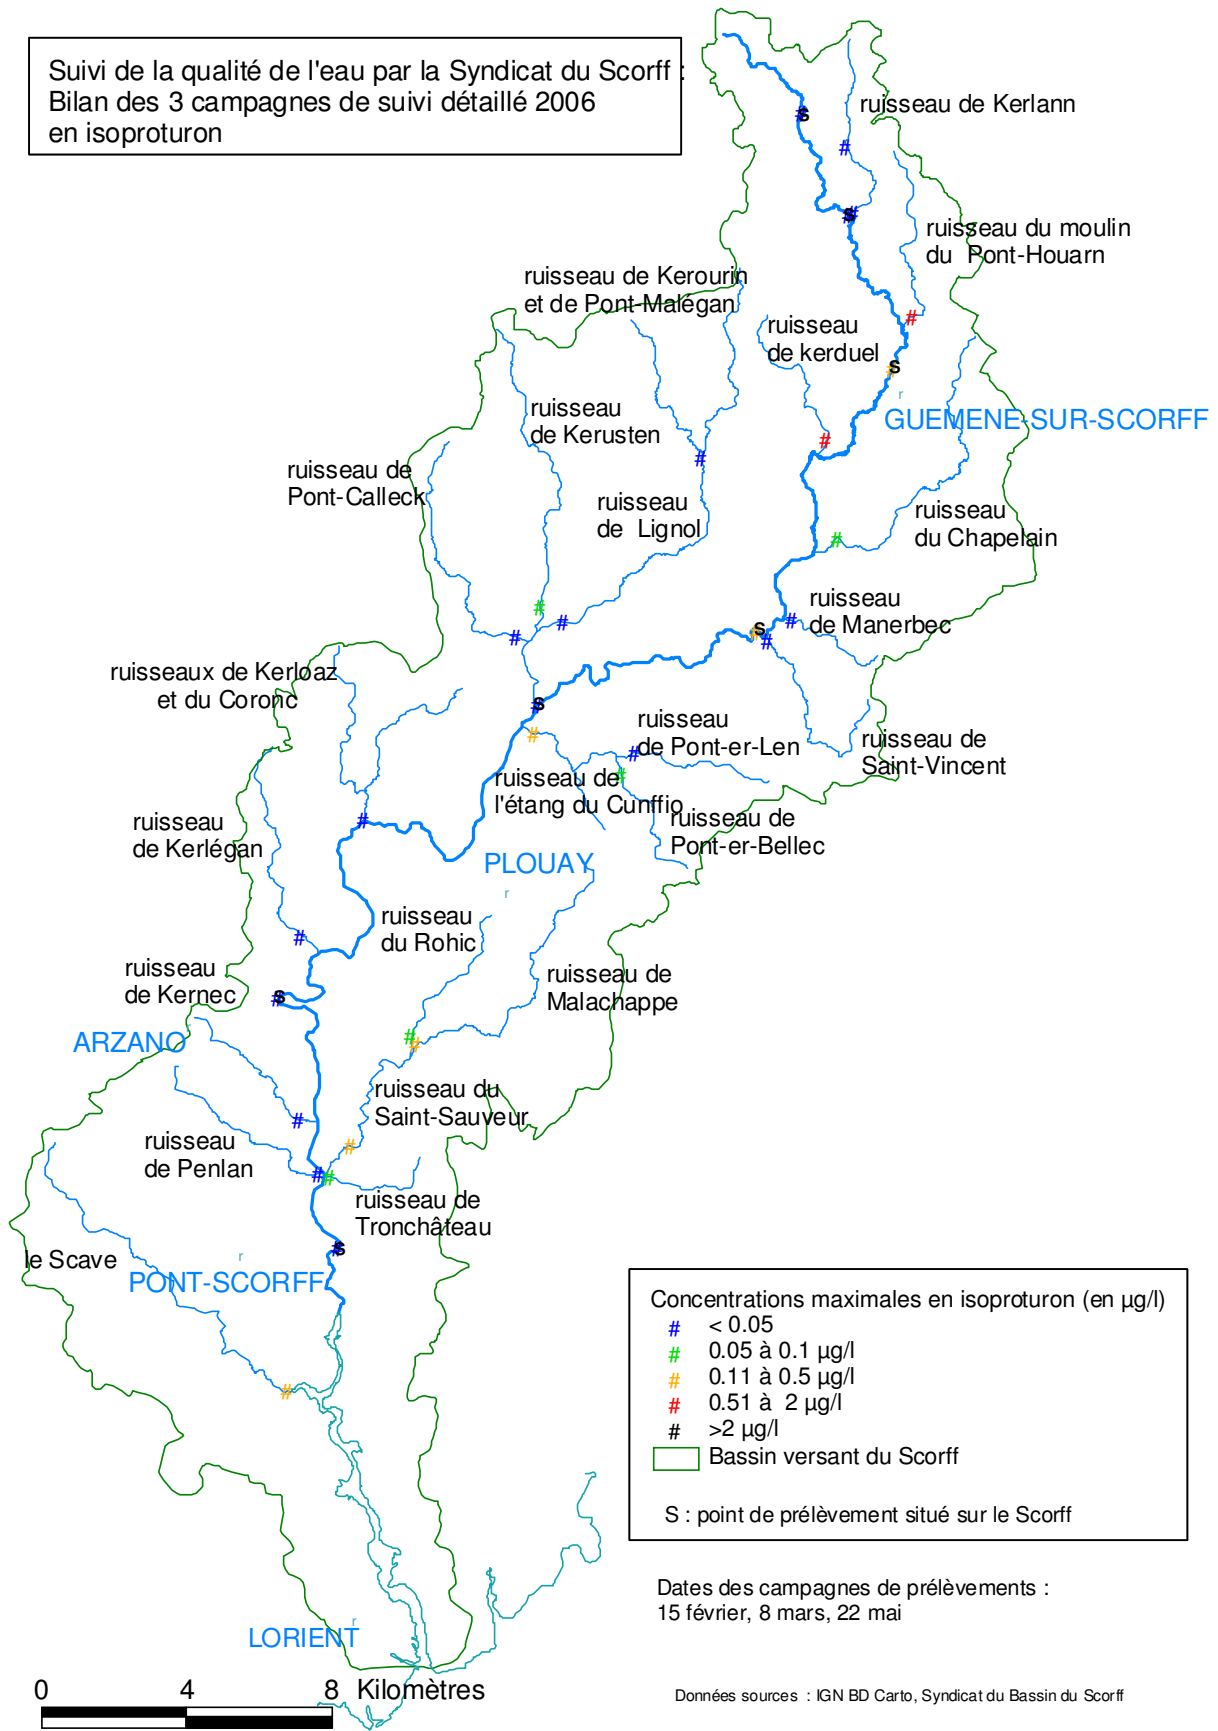 Suivi de la qualité de l'eau par la Syndicat du Scorff :
Bilan des 3 campagnes de suivi détaillé 2006
en isoproturon
ruisseau de Kerlann
#
S
#
#
S
ruisseau du moulin
du Pont-Houarn
ruisseau de Kerourin
et de Pont-Malégan
#
ruisseau
de kerduel
#
S
r
GUEMENE-SUR-SCORFF
ruisseau
de Kerusten
#
#
ruisseau de
Pont-Calleck
ruisseau
de Lignol
ruisseau
du Chapelain
#
#
#
#
ruisseau
de Manerbec
#
#
S
#
ruisseaux de Kerloaz
et du Coronc
#
S
#
ruisseau
de Pont-er-Len
#
#
ruisseau de
Saint-Vincent
ruisseau de
l'étang du Cunffio
ruisseau de
Pont-er-Bellec
ruisseau
de Kerlégan
#
PLOUAY
r
ruisseau
du Rohic
#
ruisseau
de Kernec
#
S
ruisseau de
Malachappe
ARZANO
#
#
ruisseau du
Saint-Sauveur
#
ruisseau
de Penlan
#
#
#
ruisseau de
Tronchâteau
#
S
le Scave
r
PONT-SCORFF
#
Concentrations maximales en isoproturon (en µg/l)
# < 0.05
# 0.05 à 0.1 µg/l
# 0.11 à 0.5 µg/l
# 0.51 à 2 µg/l
# >2 µg/l
Bassin versant du Scorff
S : point de prélèvement situé sur le Scorff
Dates des campagnes de prélèvements :
15 février, 8 mars, 22 mai
r
LORIENT
0 4 8 Kilomètres
Données sources : IGN BD Carto, Syndicat du Bassin du Scorff